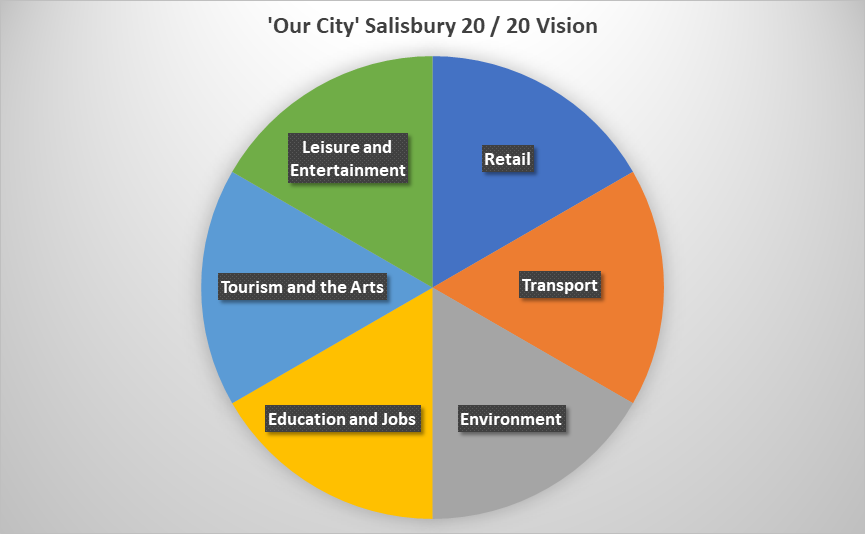 'Our City' Salisbury 20 / 20 Vision
Leisure and
Entertainment
Retail
Tourism and the Arts
Transport
Education and Jobs
Environment